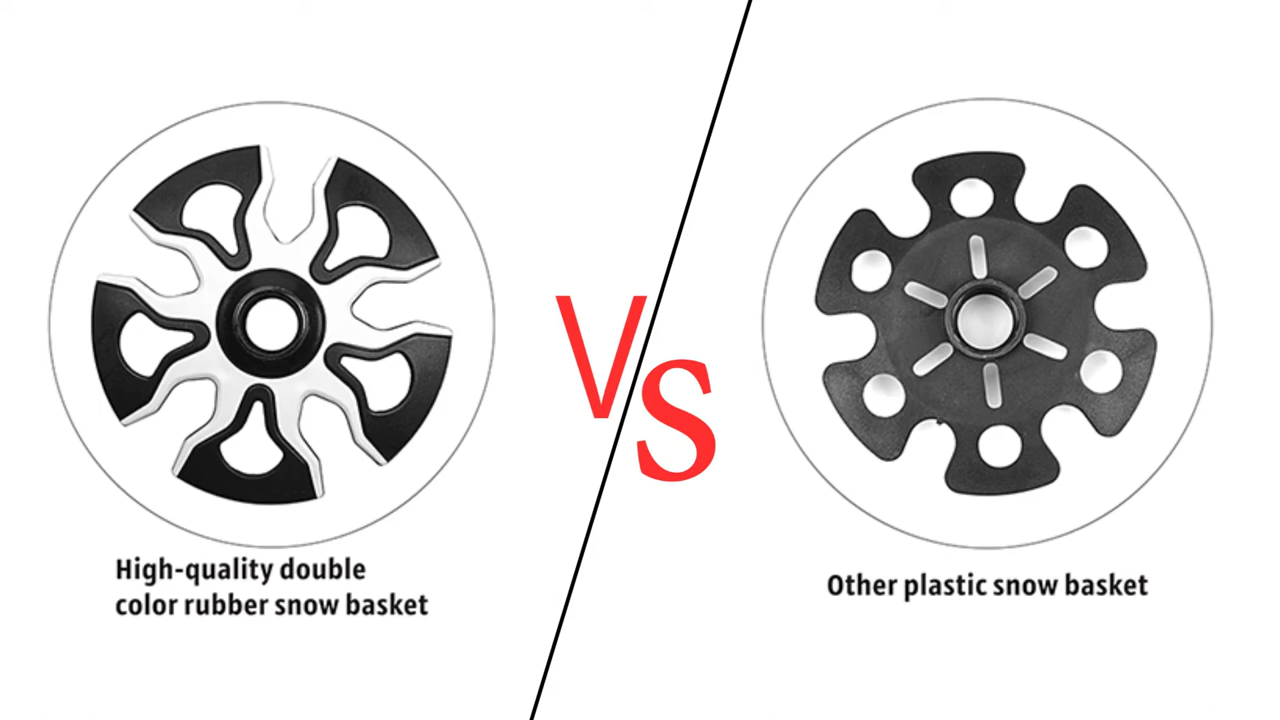 High-quality double
color rubber snow basket
VS
Other plastic snow basket